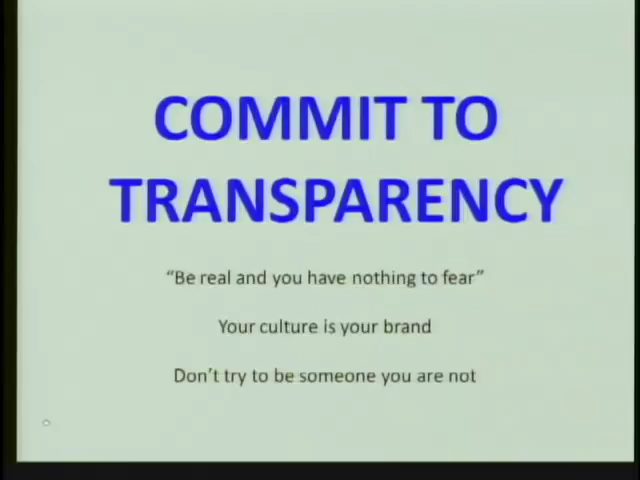 COMMIT TO
TRANSPARENCY
“Be real and you have nothing to fear”
Your culture is your brand
Don’t try to be someone you are not